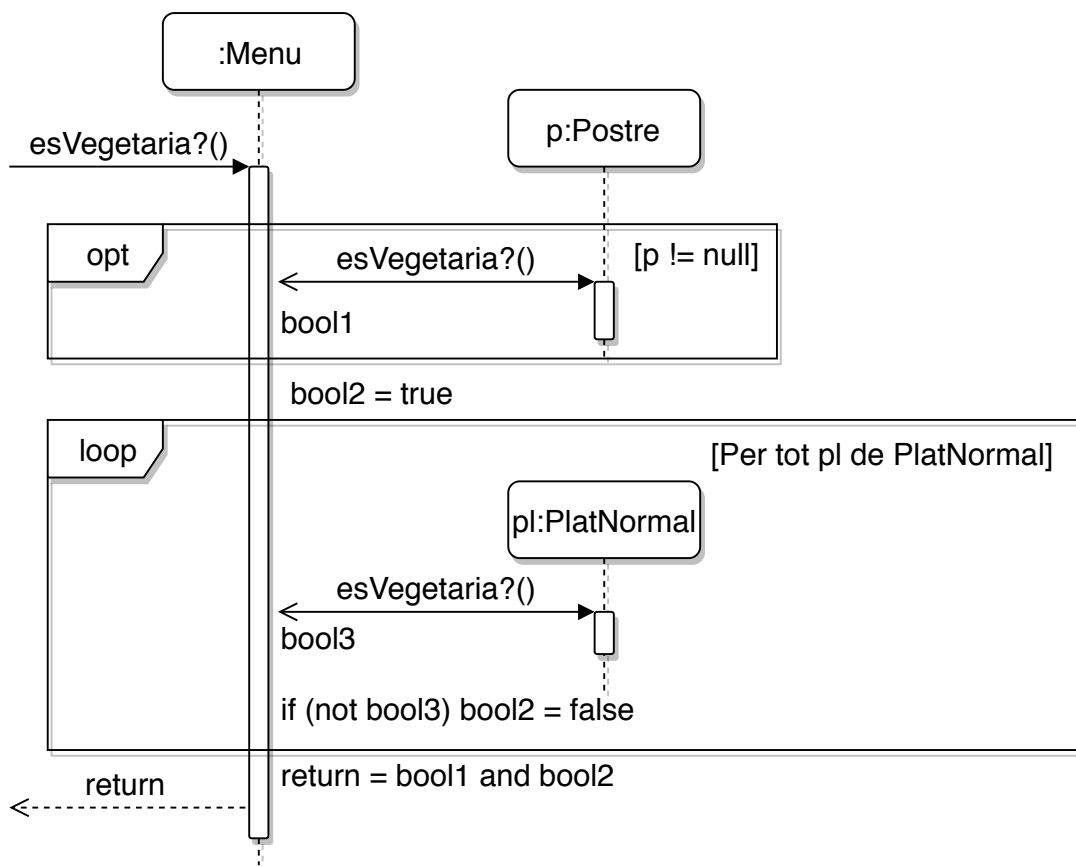 :Menu
p:Postre
esVegetaria?()
opt
esVegetaria?()
[p != null]
bool1
bool2 = true
loop
[Per tot pl de PlatNormal]
pl:PlatNormal
esVegetaria?()
bool3
if (not bool3) bool2 = false
return = bool1 and bool2
return